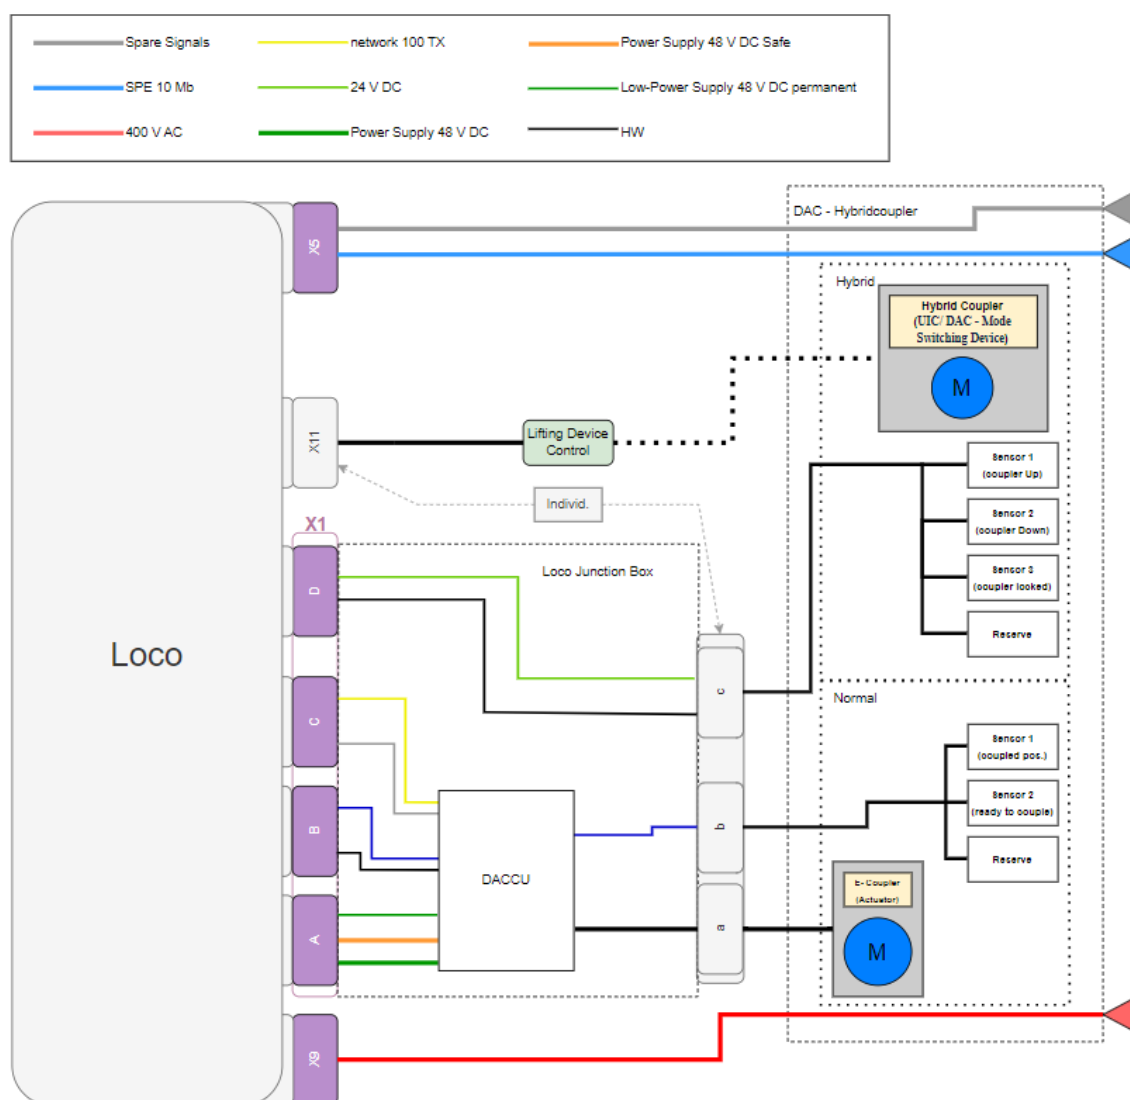 Spare Signals
network 100 TX
Power Supply 48 V DC Safe
SPE 10 Mb
24 V DC
Low-Power Supply 48 V DC permanent
400 V AC
Power Supply 48 V DC
HW
DAC - Hybridcoupler
X5
Hybrid
Hybrid Coupler
(UIC/ DAC - Mode
Switching Device)
M
X11
Lifting Device
Control
Sensor 1
(coupler Up)
Individ.
Sensor 2
(coupler Down)
X1
Loco Junction Box
Sensor 3
(coupler looked)
D
Reserve
Loco
c
Normal
C
Sensor 1
(coupled pos.)
Sensor 2
(ready to couple)
B
b
Reserve
DACCU
E- Coupler
(Actuator)
A
a
M
X9